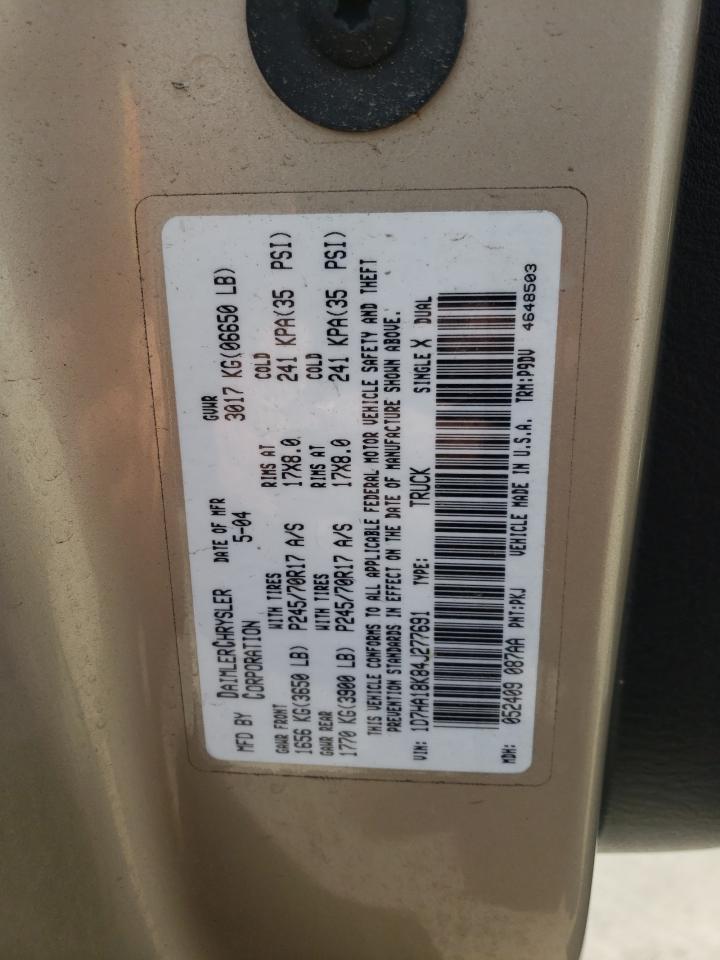 MFD BY DAIMLERCHRYSLER CORPORATION DATE OF MFR 5-04 GVWR 3017 KG(06650 LB)
GAWR FRONT WITH TIRES RIMS AT COLD
1656 KG(3650 LB) P245/70R17 A/S 17X8.0 241 KPA(35 PSI)
GAWR REAR WITH TIRES RIMS AT COLD
1770 KG(3900 LB) P245/70R17 A/S 17X8.0 241 KPA(35 PSI)
THIS VEHICLE CONFORMS TO ALL APPLICABLE FEDERAL MOTOR VEHICLE SAFETY AND THEFT
PREVENTION STANDARDS IN EFFECT ON THE DATE OF MANUFACTURE SHOWN ABOVE.
VIN: 1D7HA18K84J277691 TYPE: TRUCK SINGLE X DUAL
MDH: 052409 087AA PNT:PKJ VEHICLE MADE IN U.S.A. TRM:P9DV 4648503